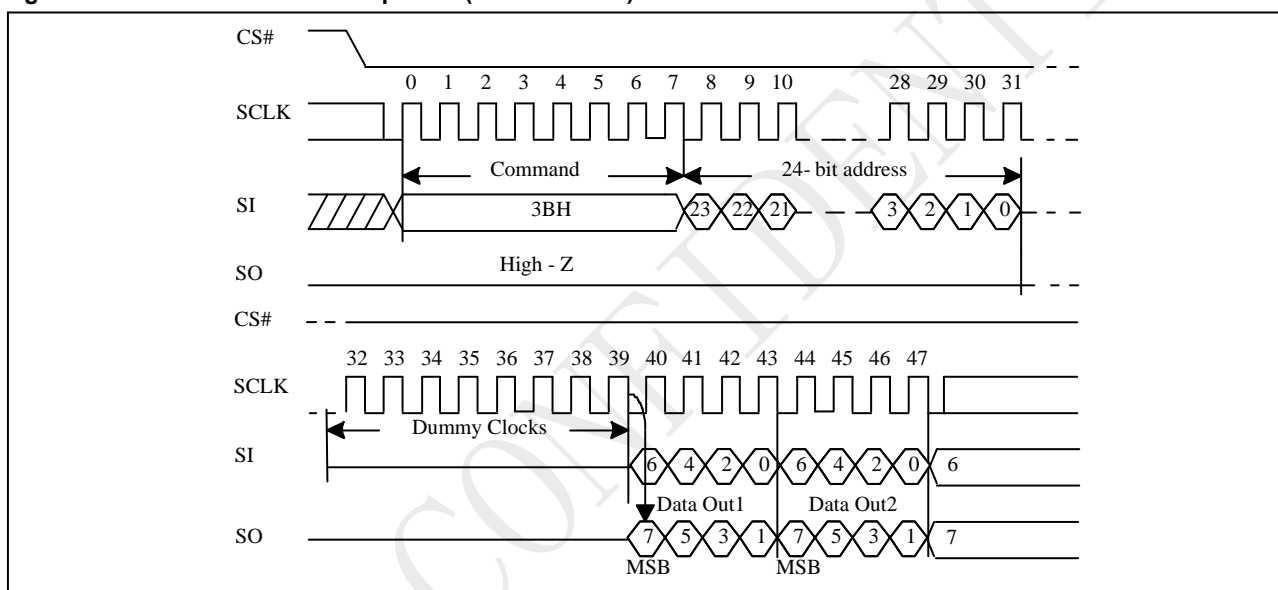 CS#
0 1 2 3 4 5 6 7 8 9 10 28 29 30 31
SCLK
Command 24- bit address
SI 3BH 23 22 21 3 2 1 0
High - Z
SO
CS#
32 33 34 35 36 37 38 39 40 41 42 43 44 45 46 47
SCLK
Dummy Clocks
SI 6 4 2 0 6 4 2 0 6
Data Out1 Data Out2
SO 7 5 3 1 7 5 3 1 7
MSB MSB
CONFIDENT